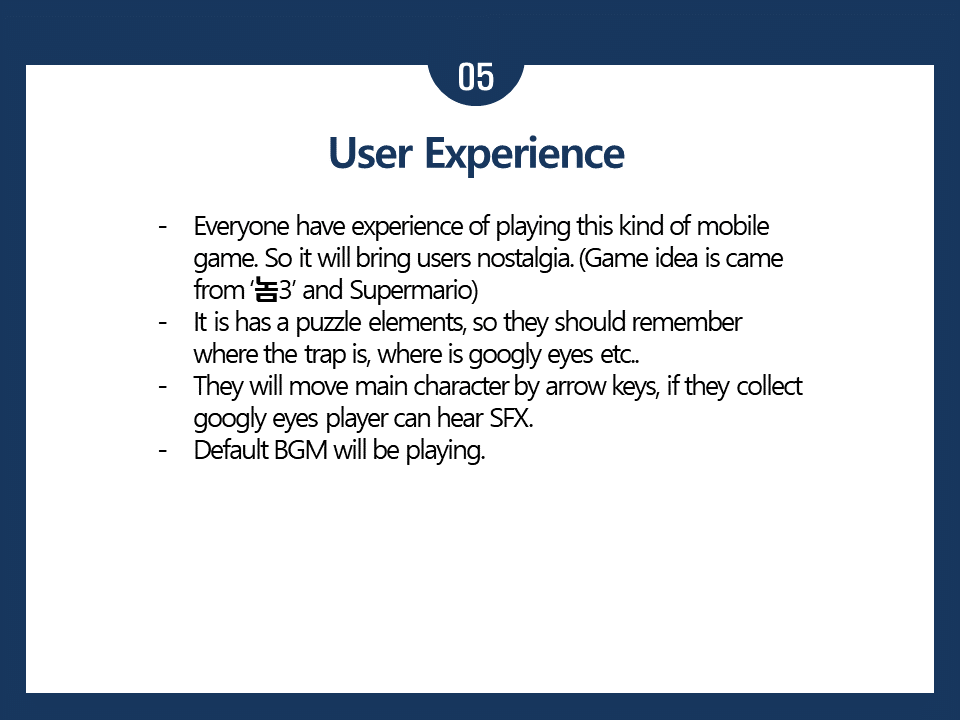 05
User Experience
- Everyone have experience of playing this kind of mobile
game. So it will bring users nostalgia. (Game idea is came
from ‘놈3’ and Supermario)
- It is has a puzzle elements, so they should remember
where the trap is, where is googly eyes etc..
- They will move main character by arrow keys, if they collect
googly eyes player can hear SFX.
- Default BGM will be playing.